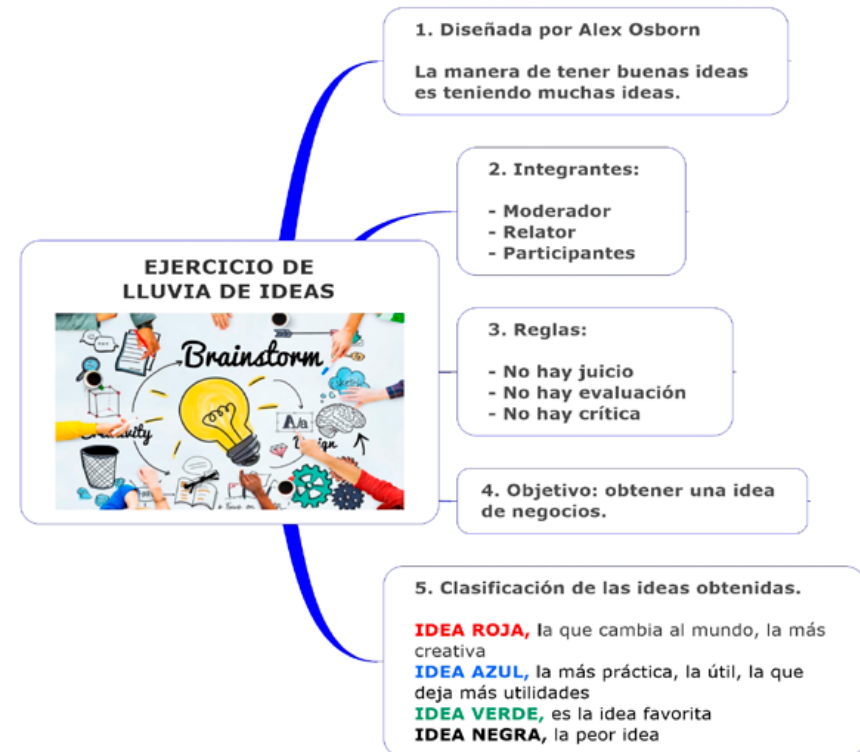 1. Diseñada por Alex Osborn
La manera de tener buenas ideas
es teniendo muchas ideas.
2. Integrantes:
- Moderador
- Relator
- Participantes
EJERCICIO DE
LLUVIA DE IDEAS
Brainstorm
sketch
Aa
3. Reglas:
- No hay juicio
- No hay evaluación
- No hay crítica
4. Objetivo: obtener una idea
de negocios.
5. Clasificación de las ideas obtenidas.
IDEA ROJA, la que cambia al mundo, la más
creativa
IDEA AZUL, la más práctica, la útil, la que
deja más utilidades
IDEA VERDE, es la idea favorita
IDEA NEGRA, la peor idea